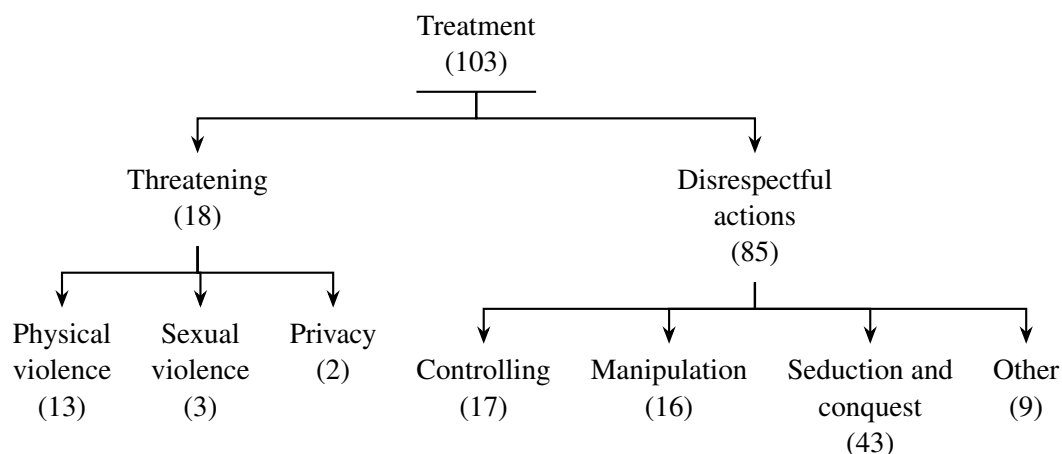 Treatment
(103)
Threatening
(18)
Disrespectful
actions
(85)
Physical
violence
(13)
Sexual
violence
(3)
Privacy
(2)
Controlling
(17)
Manipulation
(16)
Seduction and
conquest
(43)
Other
(9)